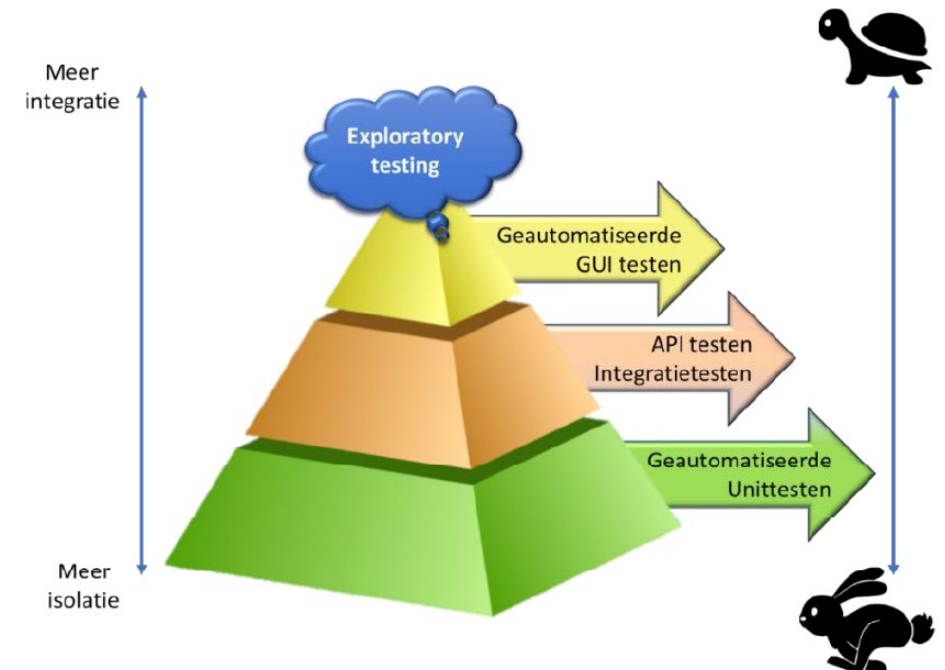 Meer
integratie
Exploratory
testing
Geautomatiseerde
GUI testen
API testen
Integratietesten
Geautomatiseerde
Unittesten
Meer
isolatie